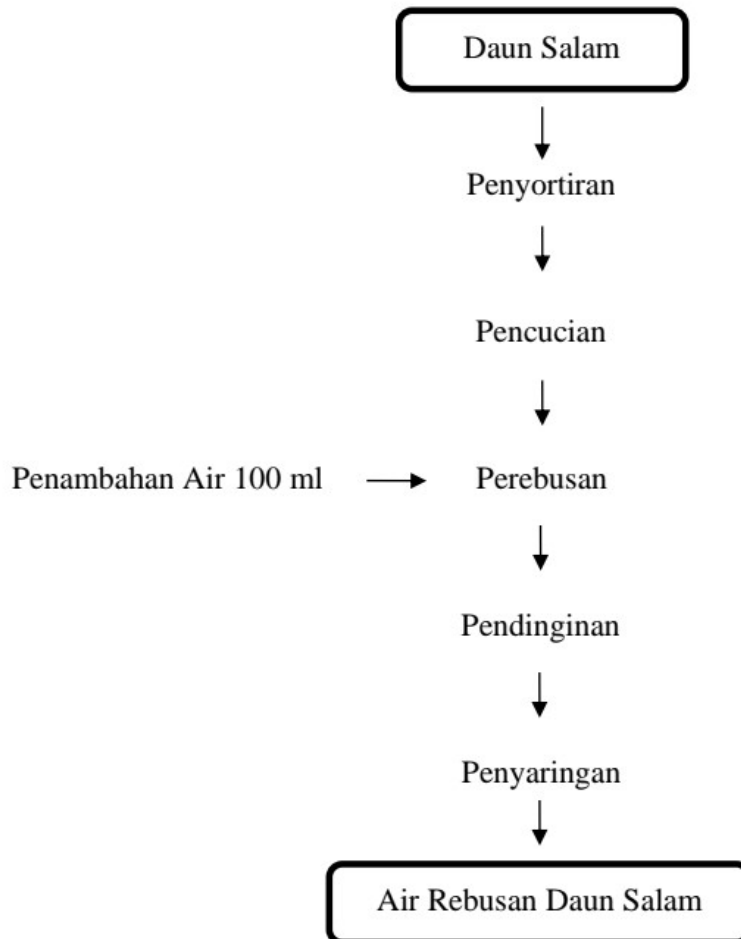 Daun Salam
Penyortiran
Pencucian
Penambahan Air 100 ml
Perebusan
Pendinginan
Penyaringan
Air Rebusan Daun Salam